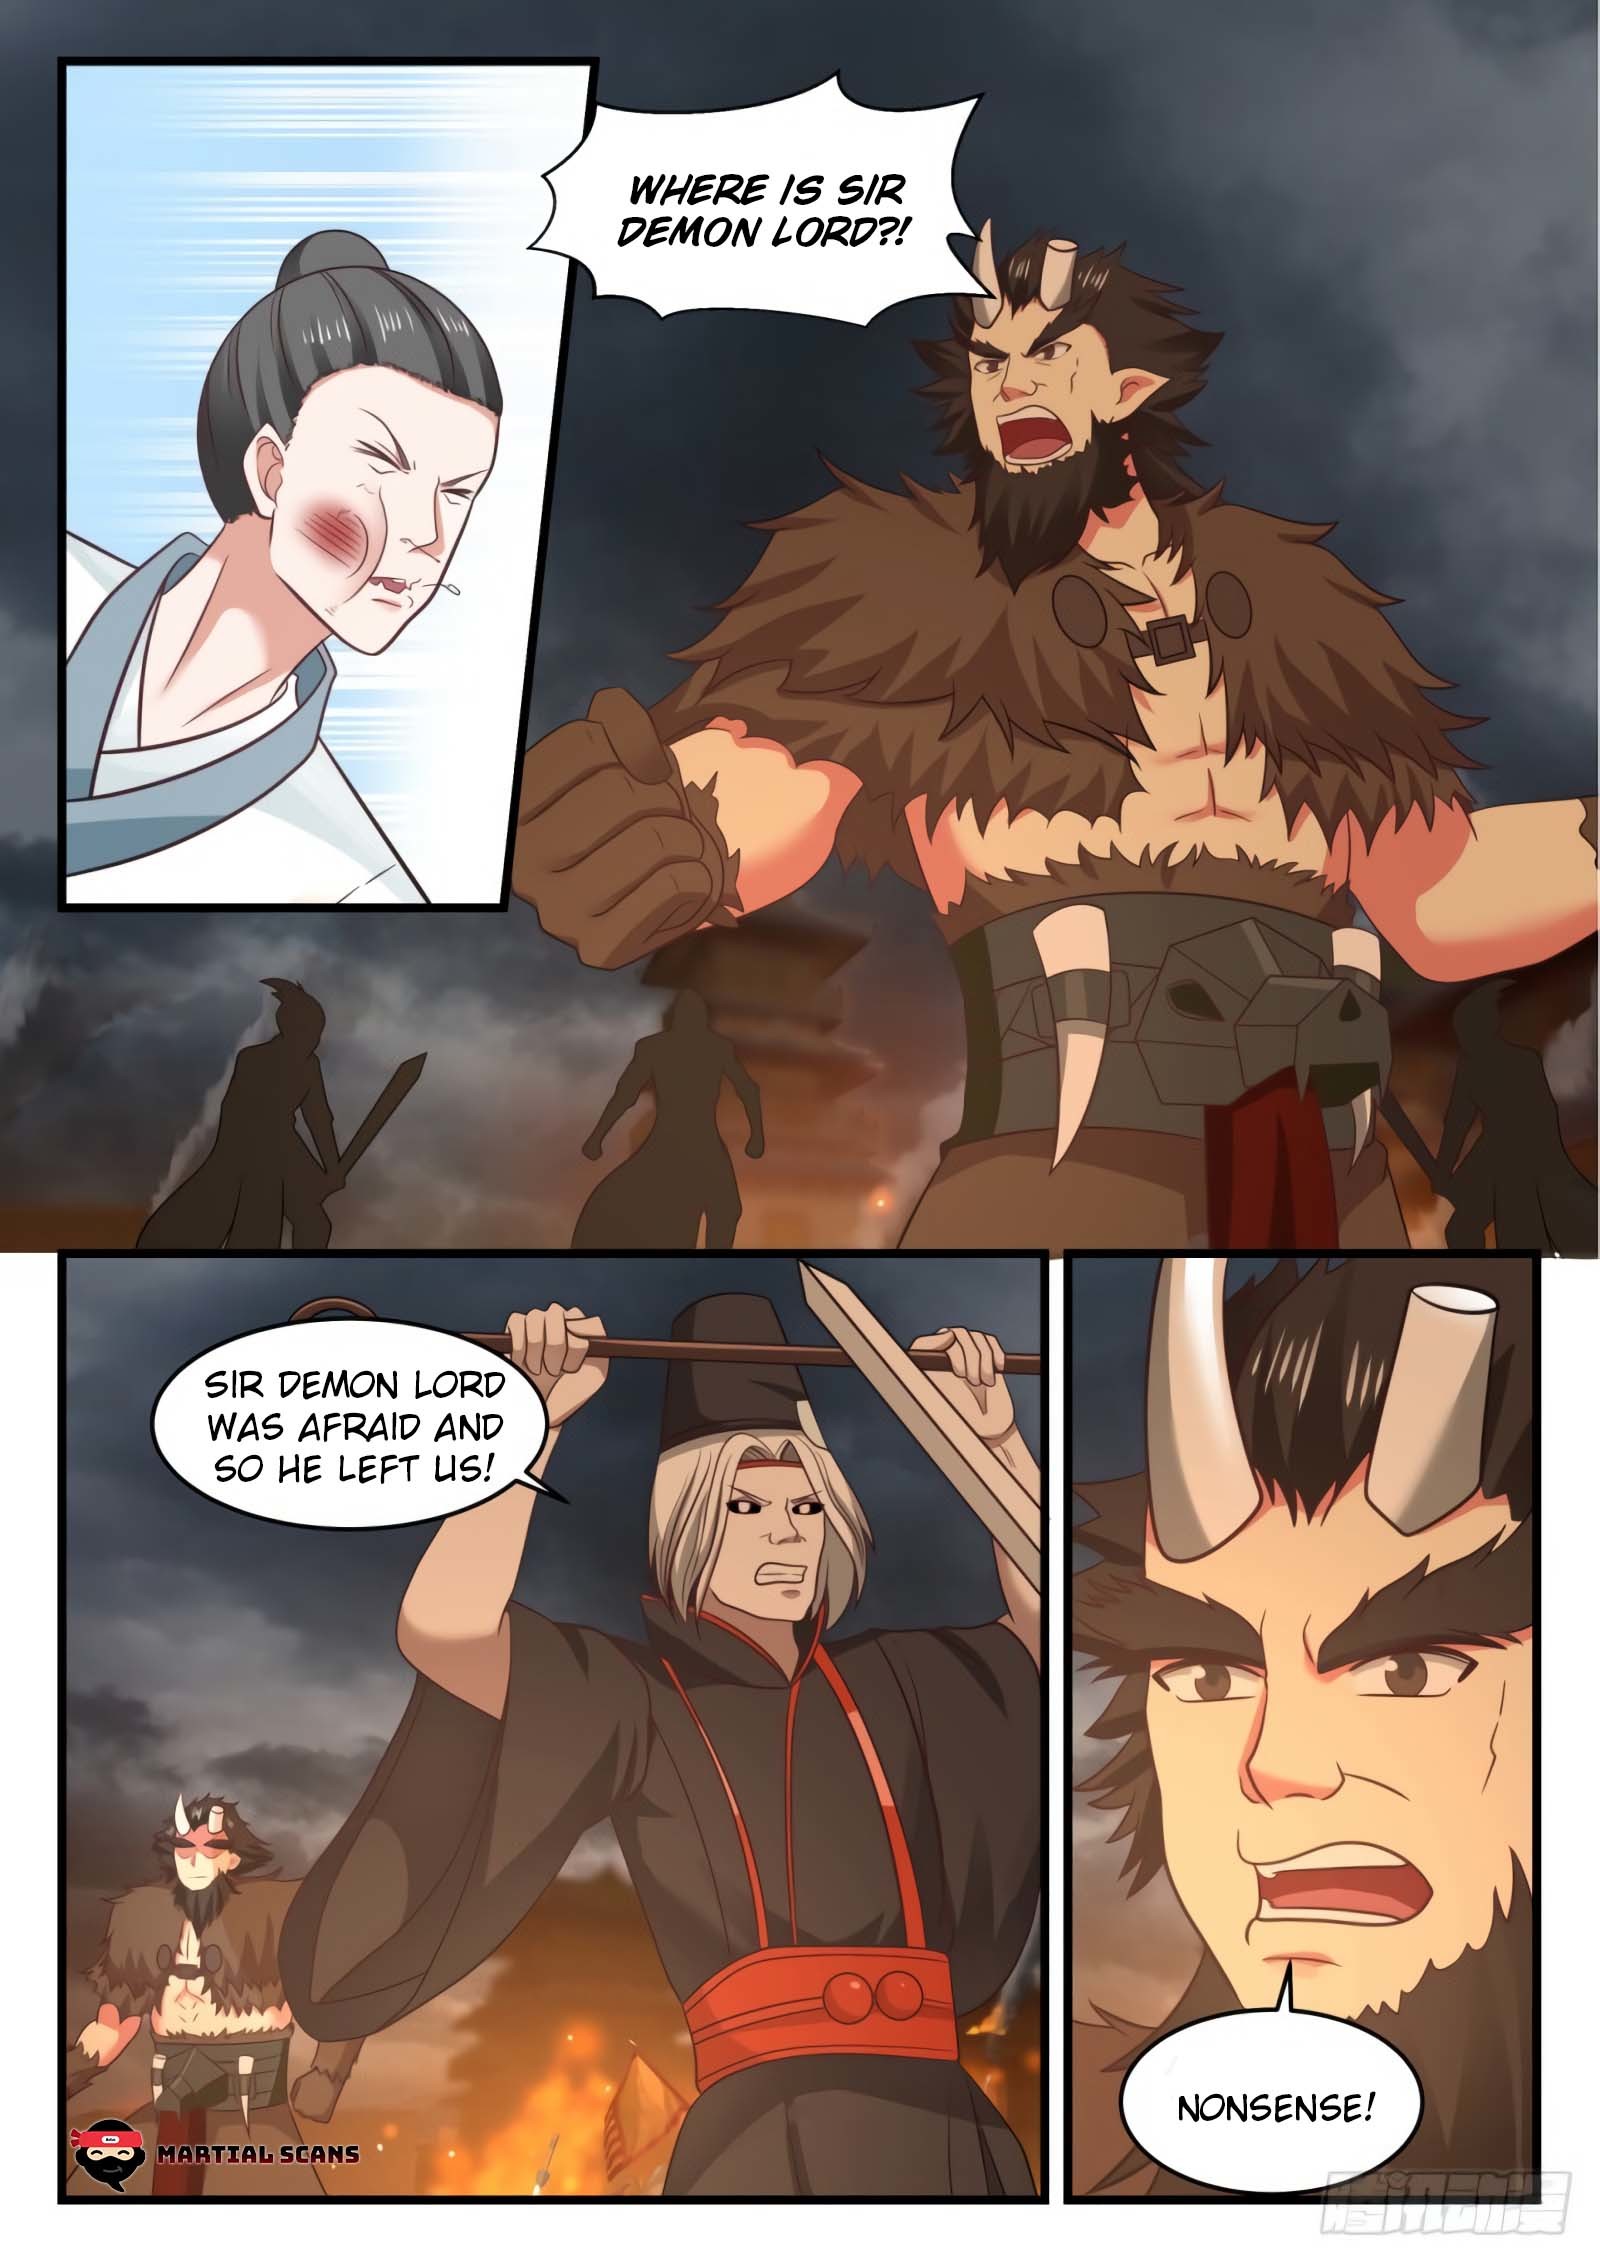 WHERE IS SIR
DEMON LORD?!
SIR DEMON LORD
WAS AFRAID AND
SO HE LEFT US!
NONSENSE!
MARTIAL SCANS